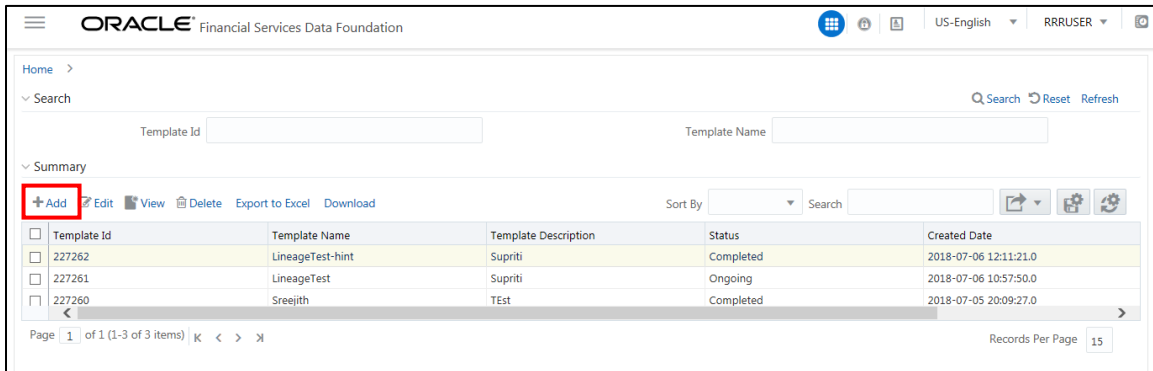 ORACLE® Financial Services Data Foundation US-English RRRUSER
Home >
Search Search Reset Refresh
Template Id Template Name
Summary
+Add Edit View Delete Export to Excel Download Sort By Search
Template Id Template Name Template Description Status Created Date
227262 LineageTest-hint Supriti Completed 2018-07-06 12:11:21.0
227261 LineageTest Supriti Ongoing 2018-07-06 10:57:50.0
227260 Sreejith TEst Completed 2018-07-05 20:09:27.0
Page 1 of 1 (1-3 of 3 items) K < > X Records Per Page 15